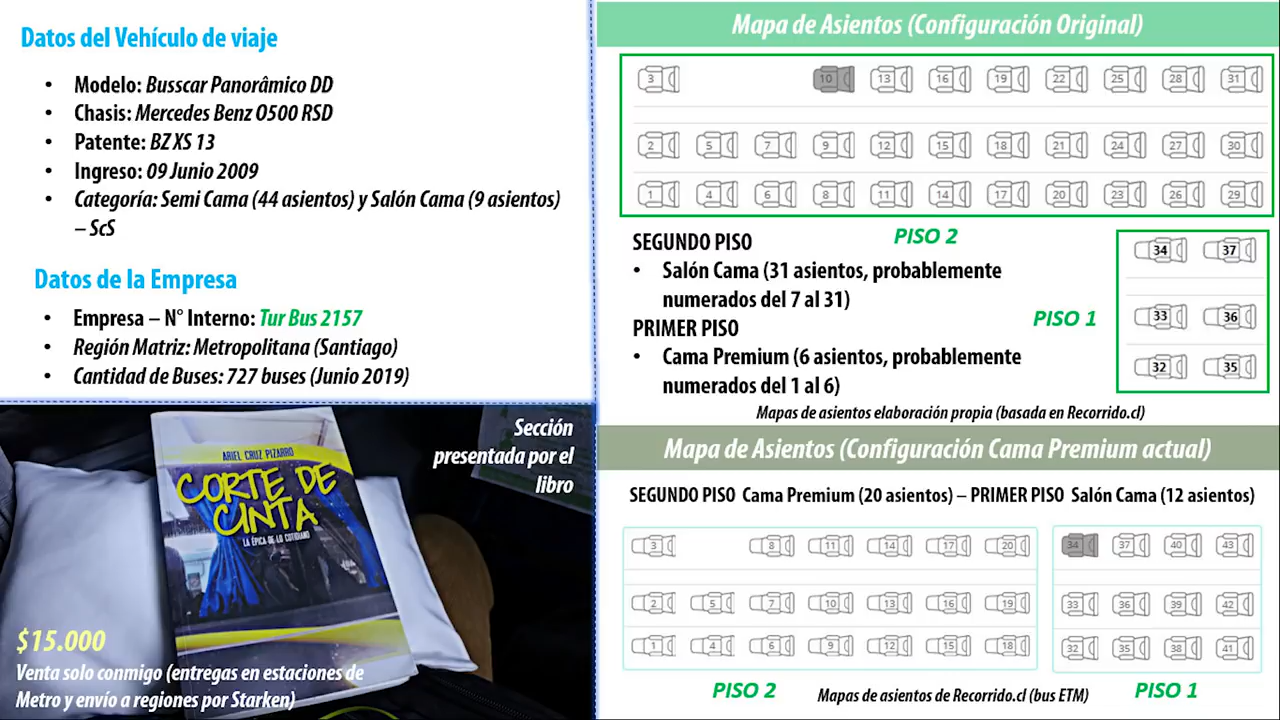 Datos del Vehículo de viaje
• Modelo: Busscar Panorâmico DD
• Chasis: Mercedes Benz O500 RSD
• Patente: BZ XS 13
• Ingreso: 09 Junio 2009
• Categoría: Semi Cama (44 asientos) y Salón Cama (9 asientos)
– ScS
Datos de la Empresa
• Empresa – N° Interno: Tur Bus 2157
• Región Matriz: Metropolitana (Santiago)
• Cantidad de Buses: 727 buses (Junio 2019)
Sección
presentada por el
libro
ARIEL CRUZ PIZARRO
CORTE DE
CINTA
LA ÉPICA DE LO COTIDIANO
$15.000
Venta solo conmigo (entregas en estaciones de
Metro y envío a regiones por Starken)
Mapa de Asientos (Configuración Original)
3 10 13 16 19 22 25 28 31
2 5 7 9 12 15 18 21 24 27 30
1 4 6 8 11 14 17 20 23 26 29
PISO 2
SEGUNDO PISO
• Salón Cama (31 asientos, probablemente
numerados del 7 al 31)
PRIMER PISO
• Cama Premium (6 asientos, probablemente
numerados del 1 al 6)
PISO 1
34 37
33 36
32 35
Mapas de asientos elaboración propia (basada en Recorrido.cl)
Mapa de Asientos (Configuración Cama Premium actual)
SEGUNDO PISO Cama Premium (20 asientos) – PRIMER PISO Salón Cama (12 asientos)
3 8 11 14 17 20
2 5 7 10 13 16 19
1 4 6 9 12 15 18
34 37 40 43
33 36 39 42
32 35 38 41
PISO 2
Mapas de asientos de Recorrido.cl (bus ETM)
PISO 1